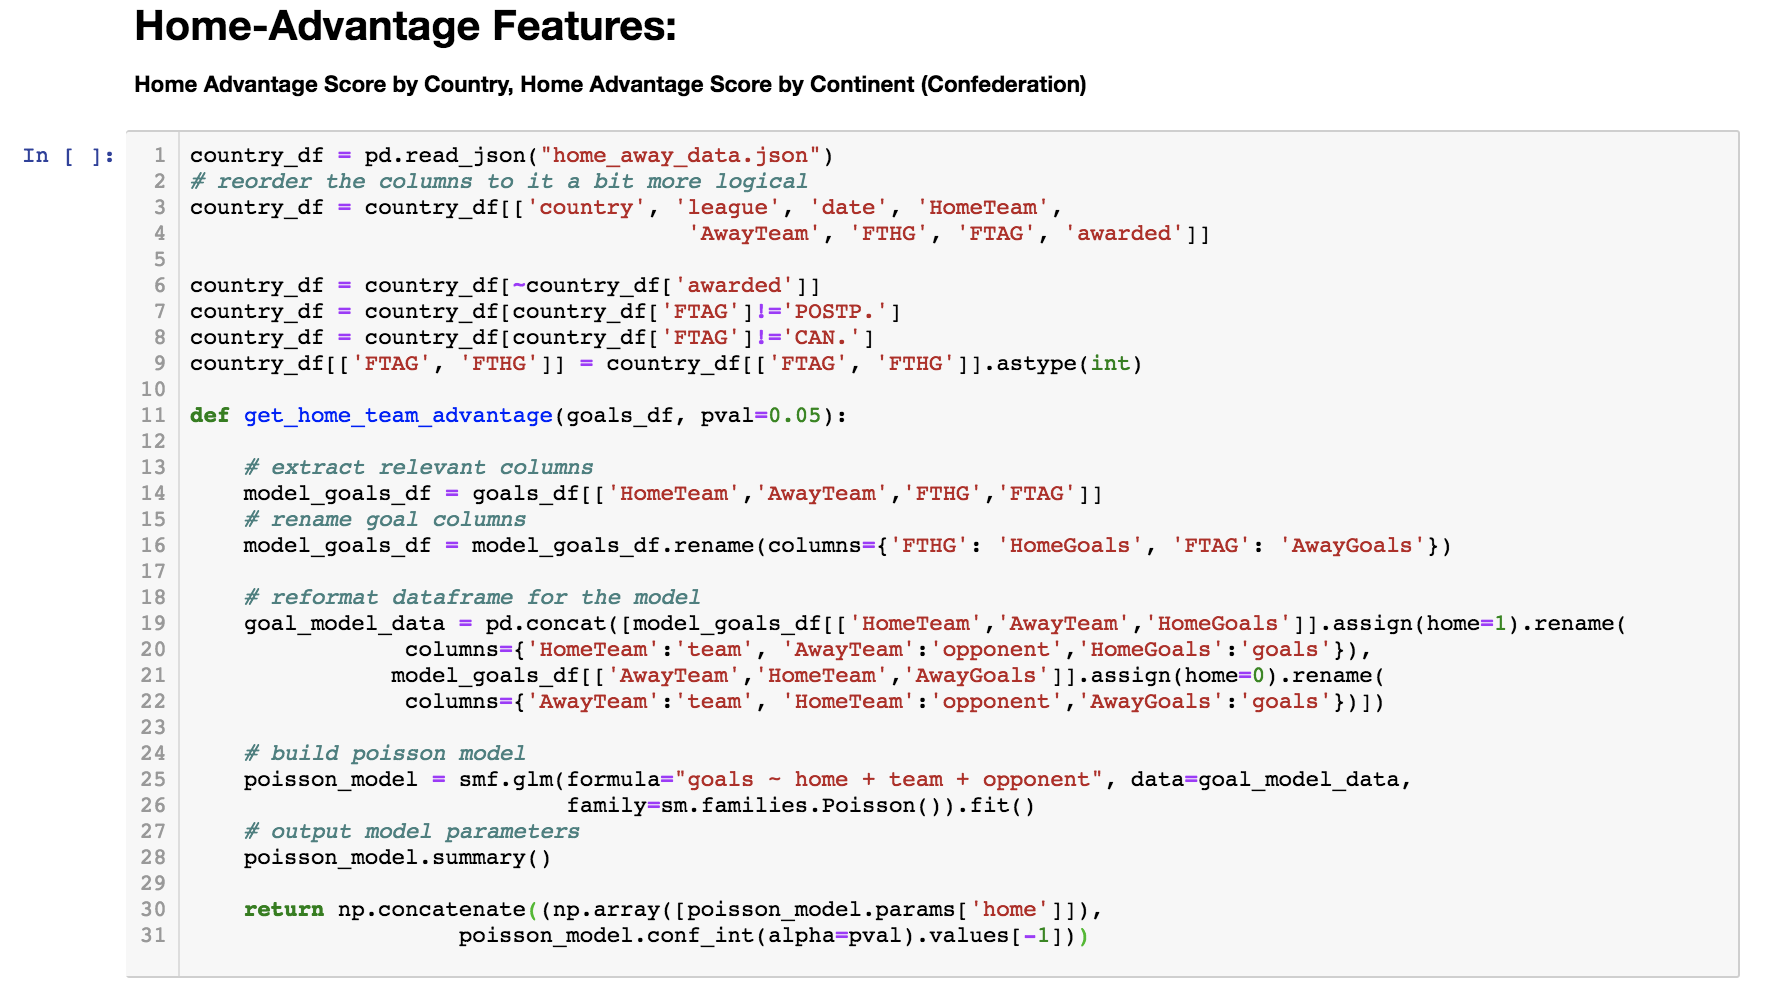 Home-Advantage Features:
Home Advantage Score by Country, Home Advantage Score by Continent (Confederation)
In [ ]:
1 country_df = pd.read_json("home_away_data.json")
2 # reorder the columns to it a bit more logical
3 country_df = country_df[['country', 'league', 'date', 'HomeTeam',
4                                      'AwayTeam', 'FTHG', 'FTAG', 'awarded']]
5
6 country_df = country_df[~country_df['awarded']]
7 country_df = country_df[country_df['FTAG']!='POSTP.']
8 country_df = country_df[country_df['FTAG']!='CAN.']
9 country_df[['FTAG', 'FTHG']] = country_df[['FTAG', 'FTHG']].astype(int)
10
11 def get_home_team_advantage(goals_df, pval=0.05):
12
13     # extract relevant columns
14     model_goals_df = goals_df[['HomeTeam','AwayTeam','FTHG','FTAG']]
15     # rename goal columns
16     model_goals_df = model_goals_df.rename(columns={'FTHG': 'HomeGoals', 'FTAG': 'AwayGoals'})
17
18     # reformat dataframe for the model
19     goal_model_data = pd.concat([model_goals_df[['HomeTeam','AwayTeam','HomeGoals']].assign(home=1).rename(
20                 columns={'HomeTeam':'team', 'AwayTeam':'opponent','HomeGoals':'goals'}),
21                model_goals_df[['AwayTeam','HomeTeam','AwayGoals']].assign(home=0).rename(
22                 columns={'AwayTeam':'team', 'HomeTeam':'opponent','AwayGoals':'goals'})])
23
24     # build poisson model
25     poisson_model = smf.glm(formula="goals ~ home + team + opponent", data=goal_model_data,
26                             family=sm.families.Poisson()).fit()
27     # output model parameters
28     poisson_model.summary()
29
30     return np.concatenate((np.array([poisson_model.params['home']]),
31                     poisson_model.conf_int(alpha=pval).values[-1]))